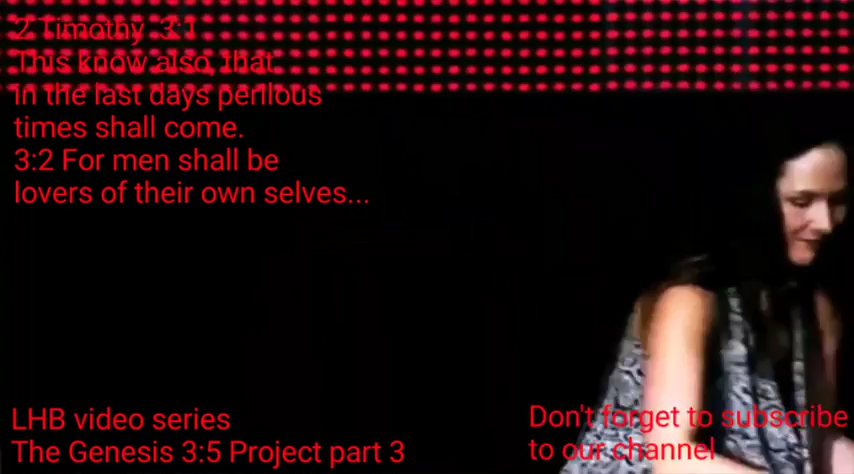 2 Timothy 3:1
This know also, that
in the last days perilous
times shall come.
3:2 For men shall be
lovers of their own selves...
LHB video series
The Genesis 3:5 Project part 3
Don't forget to subscribe
to our channel